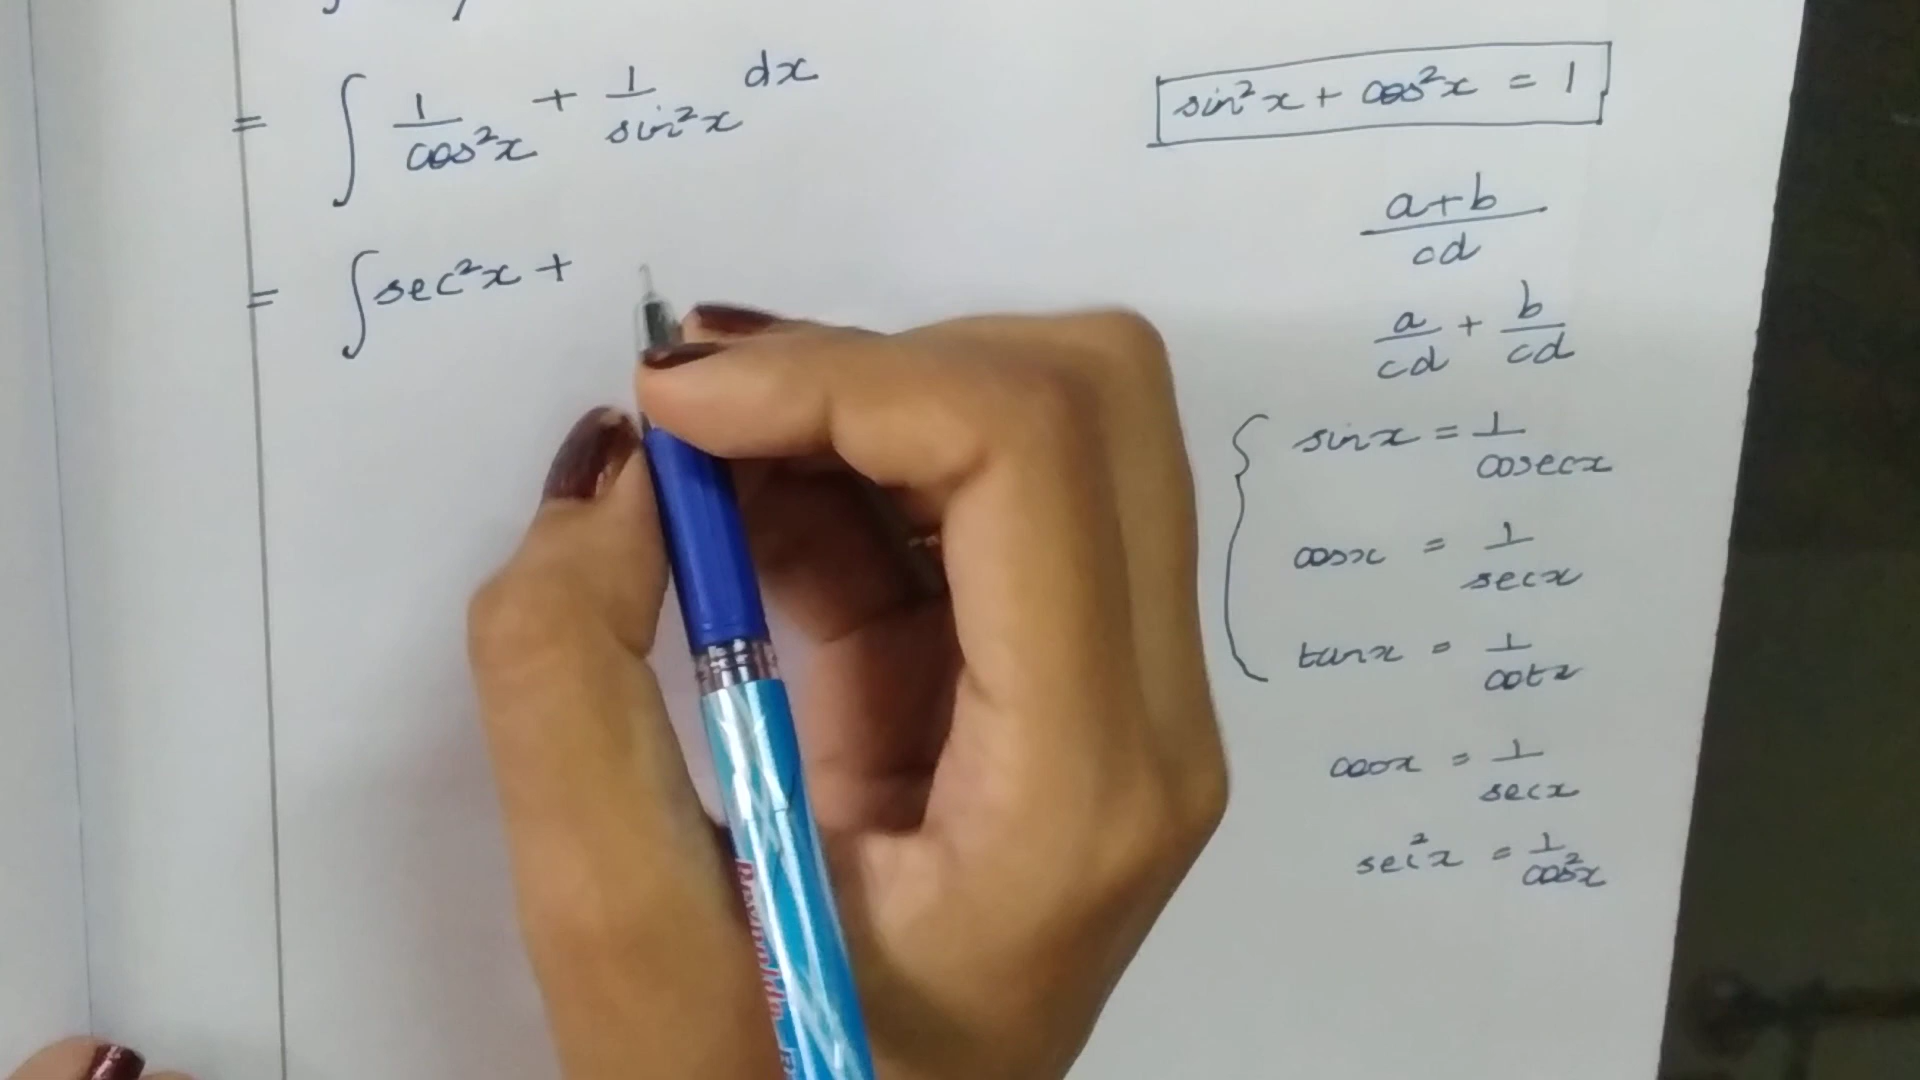 = ∫ 1/cos²x + 1/sin²x dx
= ∫ sec²x +
sin²x + cos²x = 1
a+b/cd
a/cd + b/cd
sinx = 1/cosecx
cosx = 1/secx
tanx = 1/cotx
cosx = 1/secx
sec²x = 1/cos²x